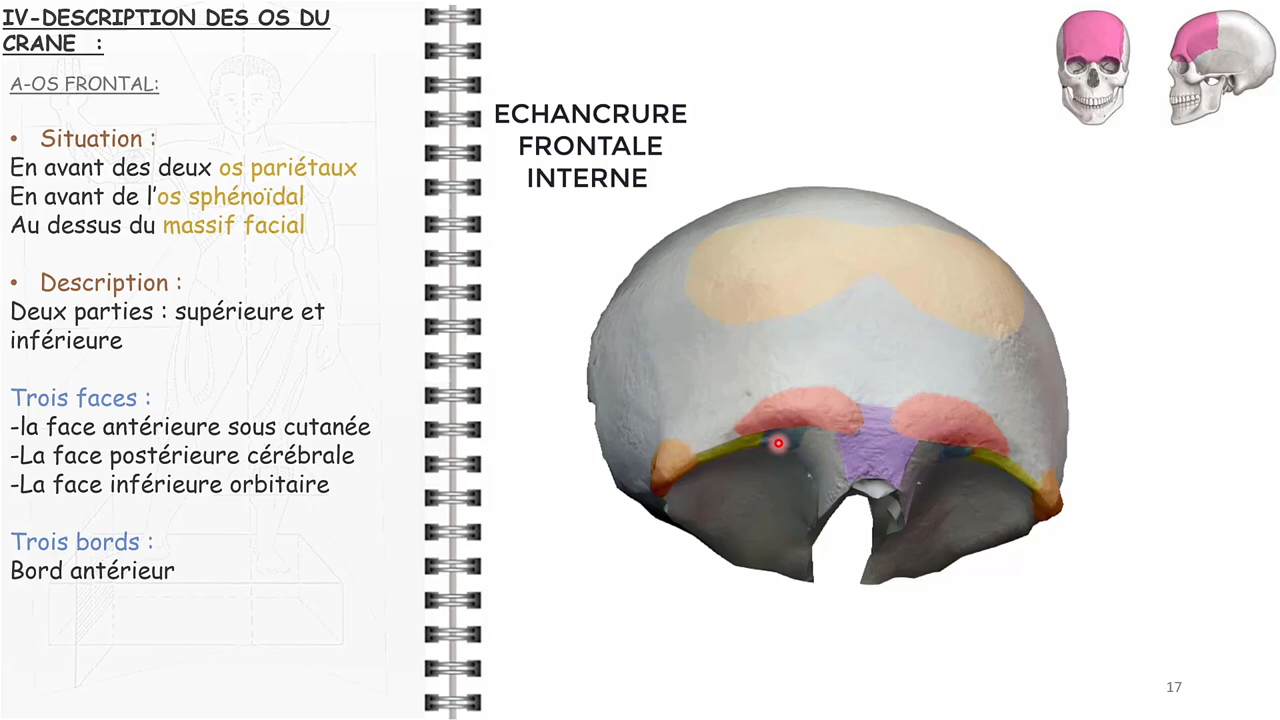 IV-DESCRIPTION DES OS DU
CRANE :
A-OS FRONTAL:
• Situation :
En avant des deux os pariétaux
En avant de l'os sphénoïdal
Au dessus du massif facial
• Description :
Deux parties : supérieure et
inférieure
Trois faces :
-la face antérieure sous cutanée
-La face postérieure cérébrale
-La face inférieure orbitaire
Trois bords :
Bord antérieur
ECHANCRURE
FRONTALE
INTERNE
17